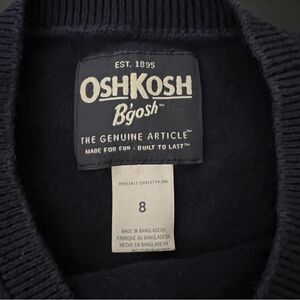 EST. 1895
OSHKOSH
B'gosh™
THE GENUINE ARTICLE™
MADE FOR FUN · BUILT TO LAST™
8
MADE IN BANGLADESH
FABRIQUÉ AU BANGLADESH
HECHO EN BANGLADESH